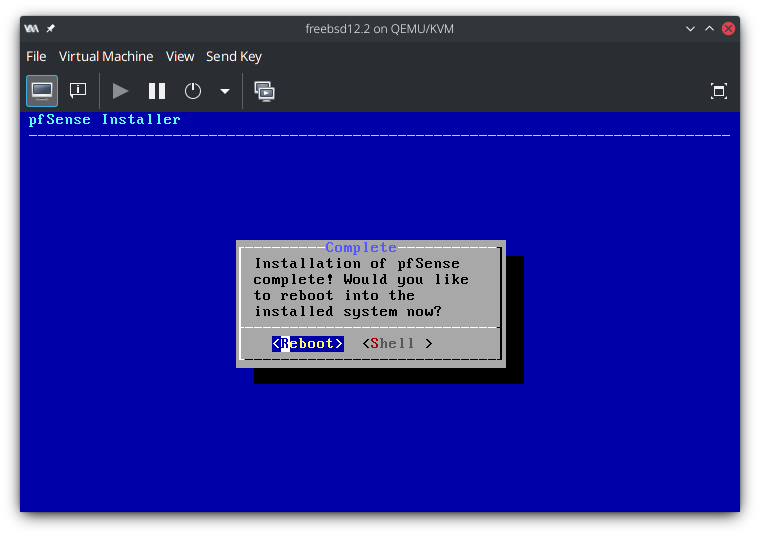 freebsd12.2 on QEMU/KVM
File Virtual Machine View Send Key
pfSense Installer
Complete
Installation of pfSense
complete! Would you like
to reboot into the
installed system now?
<Reboot> <Shell >